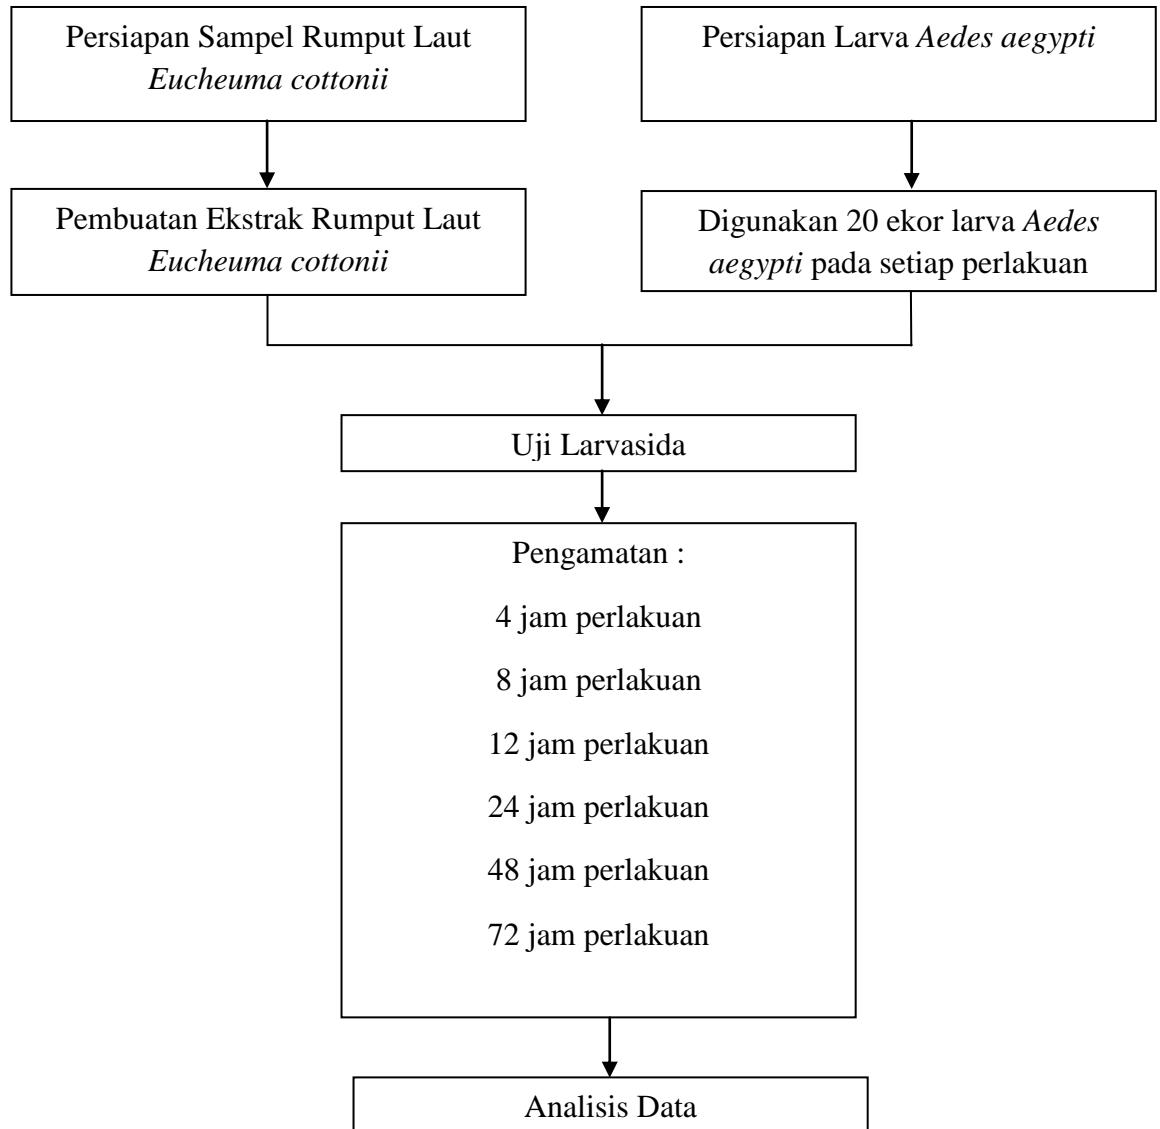 Persiapan Sampel Rumput Laut
Eucheuma cottonii
Persiapan Larva Aedes aegypti
Pembuatan Ekstrak Rumput Laut
Eucheuma cottonii
Digunakan 20 ekor larva Aedes
aegypti pada setiap perlakuan
Uji Larvasida
Pengamatan :
4 jam perlakuan
8 jam perlakuan
12 jam perlakuan
24 jam perlakuan
48 jam perlakuan
72 jam perlakuan
Analisis Data